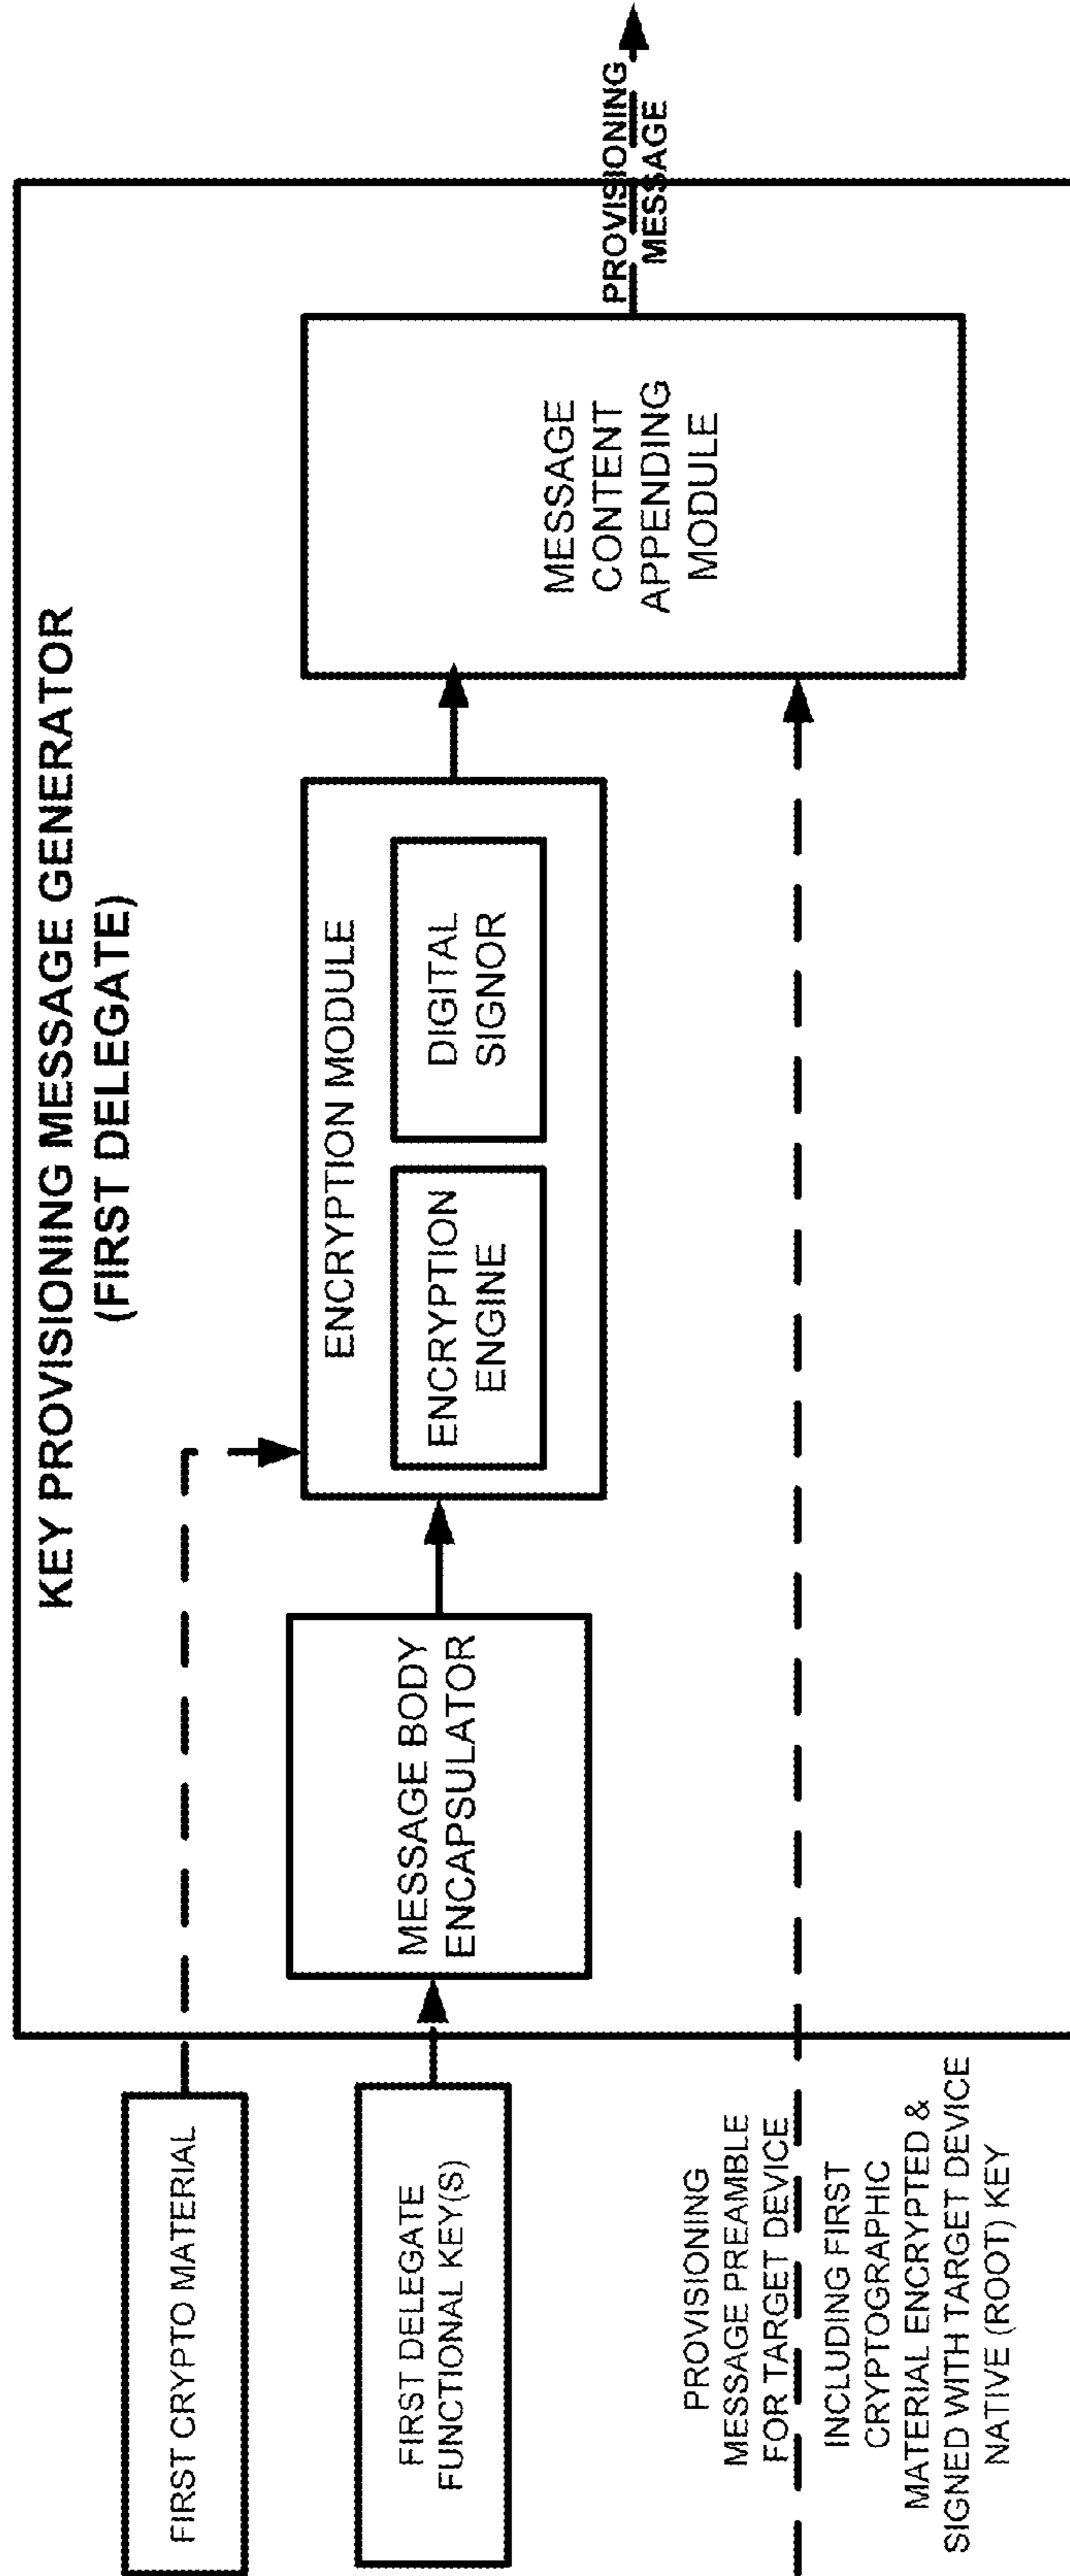 KEY PROVISIONING MESSAGE GENERATOR
(FIRST DELEGATE)
FIRST CRYPTO MATERIAL
FIRST DELEGATE
FUNCTIONAL KEY(S)
MESSAGE BODY
ENCAPSULATOR
ENCRYPTION MODULE
ENCRYPTION
ENGINE
DIGITAL
SIGNOR
MESSAGE
CONTENT
APPENDING
MODULE
PROVISIONING
MESSAGE
PROVISIONING
MESSAGE PREAMBLE
FOR TARGET DEVICE
INCLUDING FIRST
CRYPTOGRAPHIC
MATERIAL ENCRYPTED &
SIGNED WITH TARGET DEVICE
NATIVE (ROOT) KEY